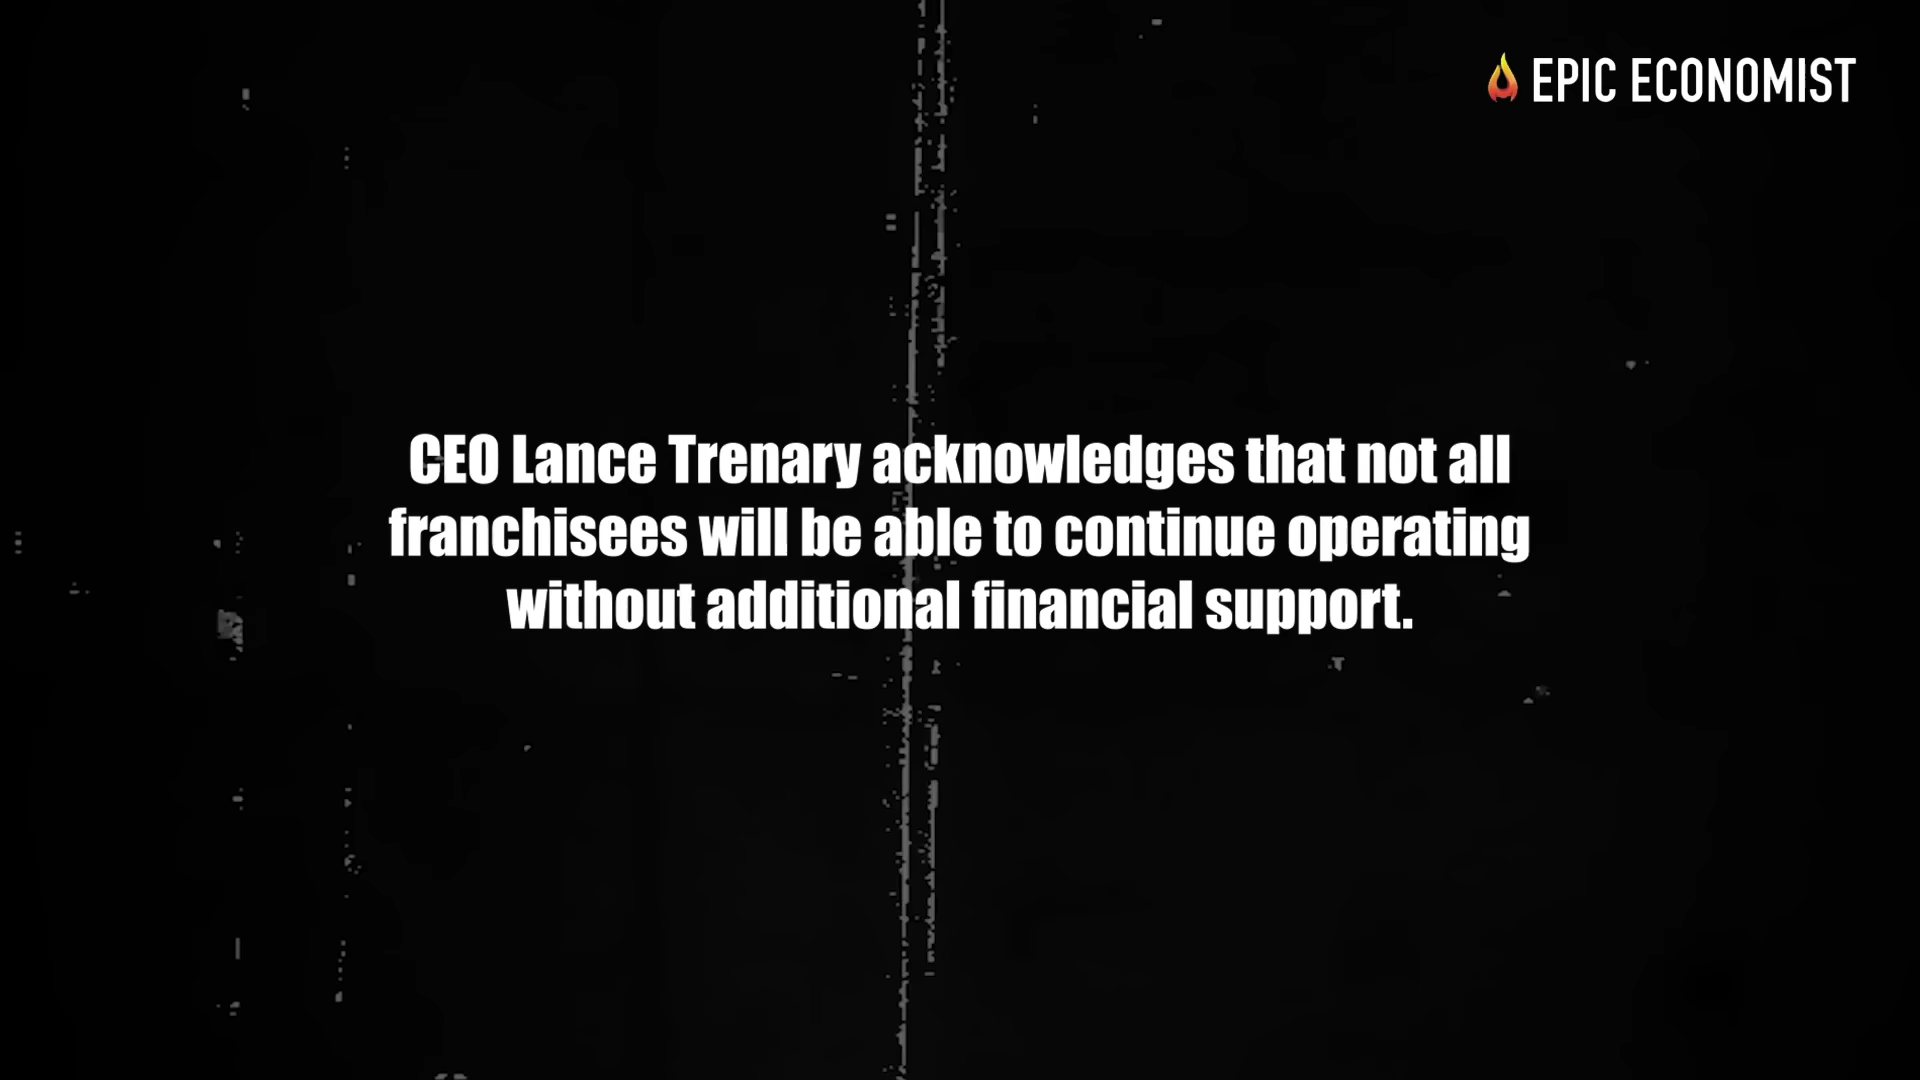 EPIC ECONOMIST
CEO Lance Trenary acknowledges that not all
franchisees will be able to continue operating
without additional financial support.